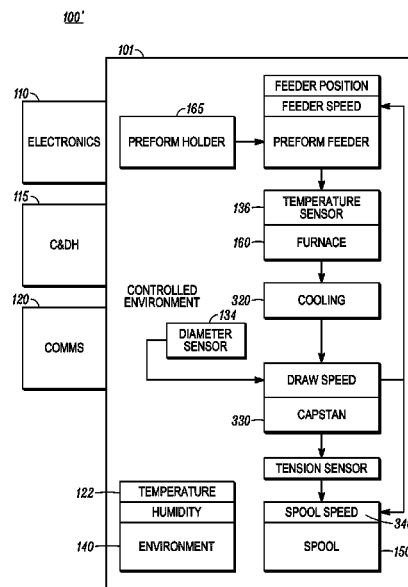 100'
101
110
ELECTRONICS
115
C&DH
120
COMMS
165
PREFORM HOLDER
FEEDER POSITION
FEEDER SPEED
PREFORM FEEDER
136
TEMPERATURE
SENSOR
160
FURNACE
CONTROLLED
ENVIRONMENT
320
COOLING
134
DIAMETER
SENSOR
DRAW SPEED
330
CAPSTAN
TENSION SENSOR
122
TEMPERATURE
HUMIDITY
140
ENVIRONMENT
SPOOL SPEED
340
SPOOL
150